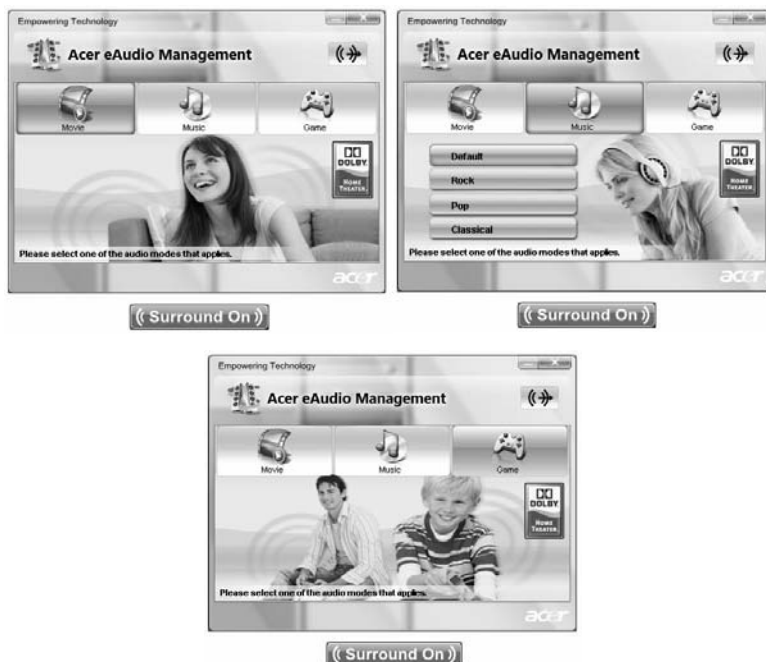 Empowering Technology
Acer eAudio Management
Movie
Music
Game
DOLBY
HOME THEATER
Please select one of the audio modes that apples.
acer
Surround On
Empowering Technology
Acer eAudio Management
Movie
Music
Game
Default
Rock
Pop
Classical
DOLBY
HOME THEATER
Please select one of the audio modes that apples.
acer
Surround On
Empowering Technology
Acer eAudio Management
Movie
Music
Game
DOLBY
HOME THEATER
Please select one of the audio modes that apples.
acer
Surround On